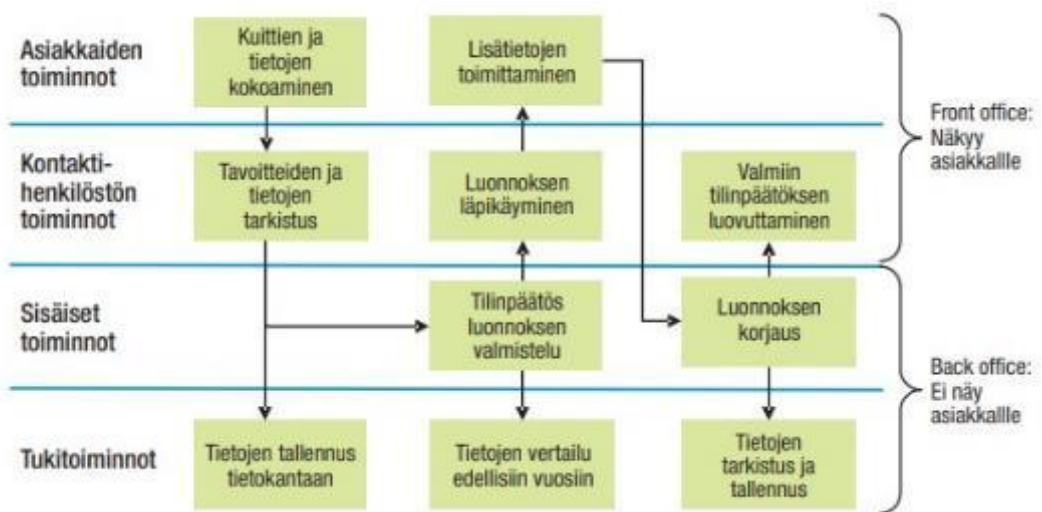 Asiakkaiden
toiminnot
Kuittien ja
tietojen
kokoaminen
Lisätietojen
toimittaminen
Front office:
Näkyy
asiakkallle
Kontakti-
henkilöstön
toiminnot
Tavoitteiden ja
tietojen
tarkistus
Luonnoksen
läpikäyminen
Valmiin
tilinpäätöksen
luovuttaminen
Sisäiset
toiminnot
Tilinpäätös
luonnoksen
valmistelu
Luonnoksen
korjaus
Back office:
Ei näy
asiakkallle
Tukitoiminnot
Tietojen tallennus
tietokantaan
Tietojen vertailu
edellisiin vuosiin
Tietojen
tarkistus ja
tallennus